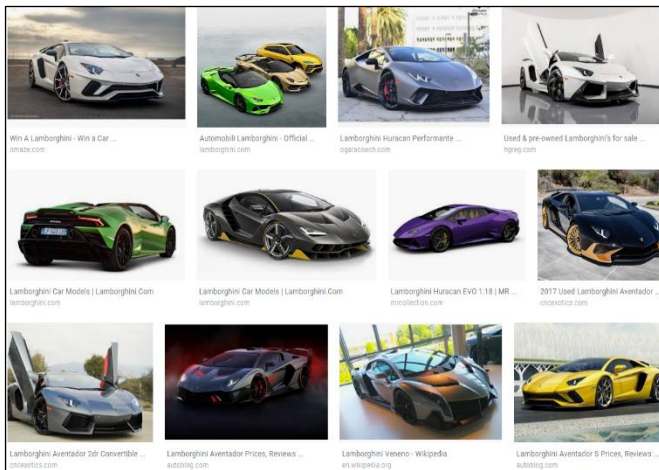 Win A Lamborghini - Win a Car ...
omaze.com
Automobili Lamborghini - Official ...
lamborghini.com
Lamborghini Huracan Performante ...
ogaracoach.com
Used & pre-owned Lamborghini's for sale ...
hgreg.com
Lamborghini Car Models | Lamborghini.Com
lamborghini.com
Lamborghini Car Models | Lamborghini.Com
lamborghini.com
Lamborghini Huracan EVO 1:18 | MR ...
mrcollection.com
2017 Used Lamborghini Aventador ...
cncexotics.com
Lamborghini Aventador 2dr Convertible ...
cncexotics.com
Lamborghini Aventador Prices, Reviews ...
autoblog.com
Lamborghini Veneno - Wikipedia
en.wikipedia.org
Lamborghini Aventador S Prices, Reviews ...
autoblog.com